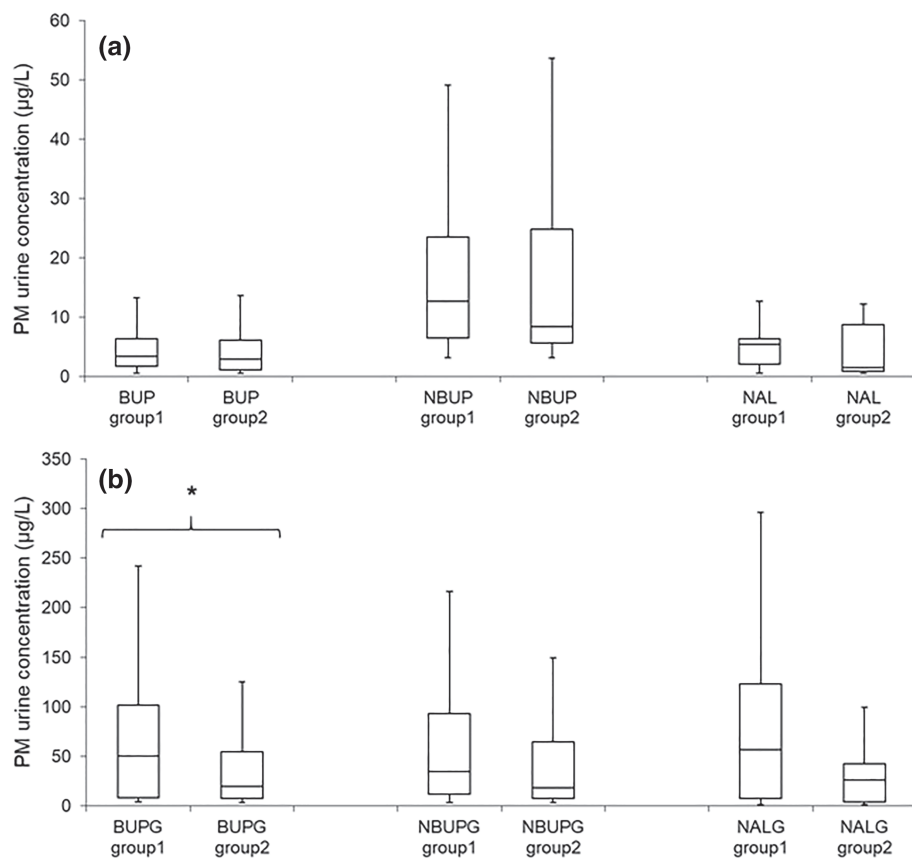 (a)
PM urine concentration (µg/L)
60
50
40
30
20
10
0
BUP group1
BUP group2
NBUP group1
NBUP group2
NAL group1
NAL group2
(b)
PM urine concentration (µg/L)
350
300
250
200
150
100
50
0
*
BUPG group1
BUPG group2
NBUPG group1
NBUPG group2
NALG group1
NALG group2